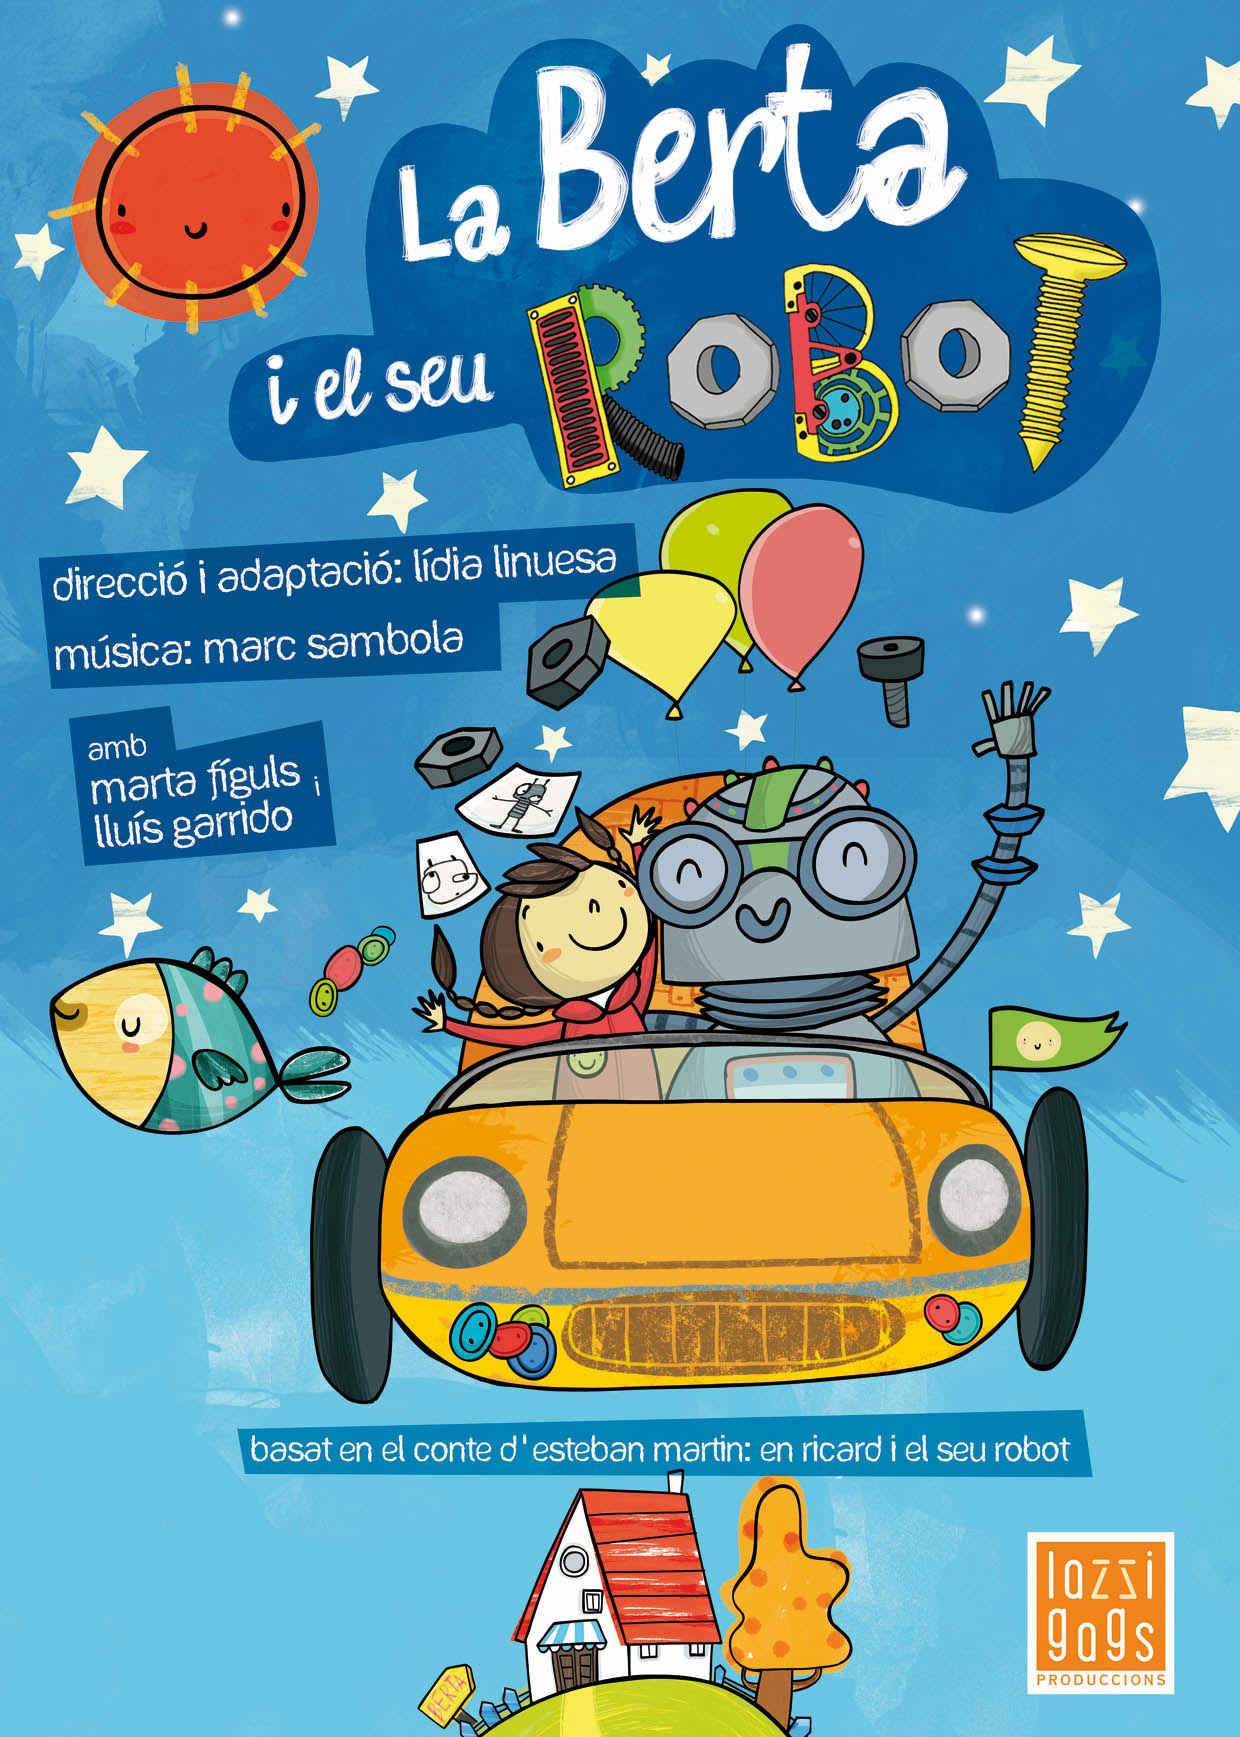 La Berta
i el seu ROBOT
direcció i adaptació: lídia linuesa
música: marc sambola
amb
marta fíguls i
lluís garrido
basat en el conte d'esteban martin: en ricard i el seu robot
BERTA
lazzi
gags
PRODUCCIONS